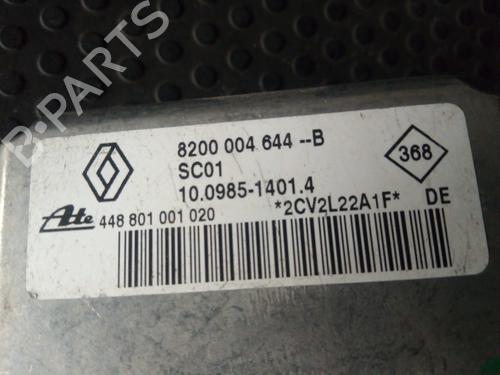 B-PARTS
8200 004 644 --B
SC01
368
10.0985-1401.4
Ate 448 801 001 020
*2CV2L22A1F* DE